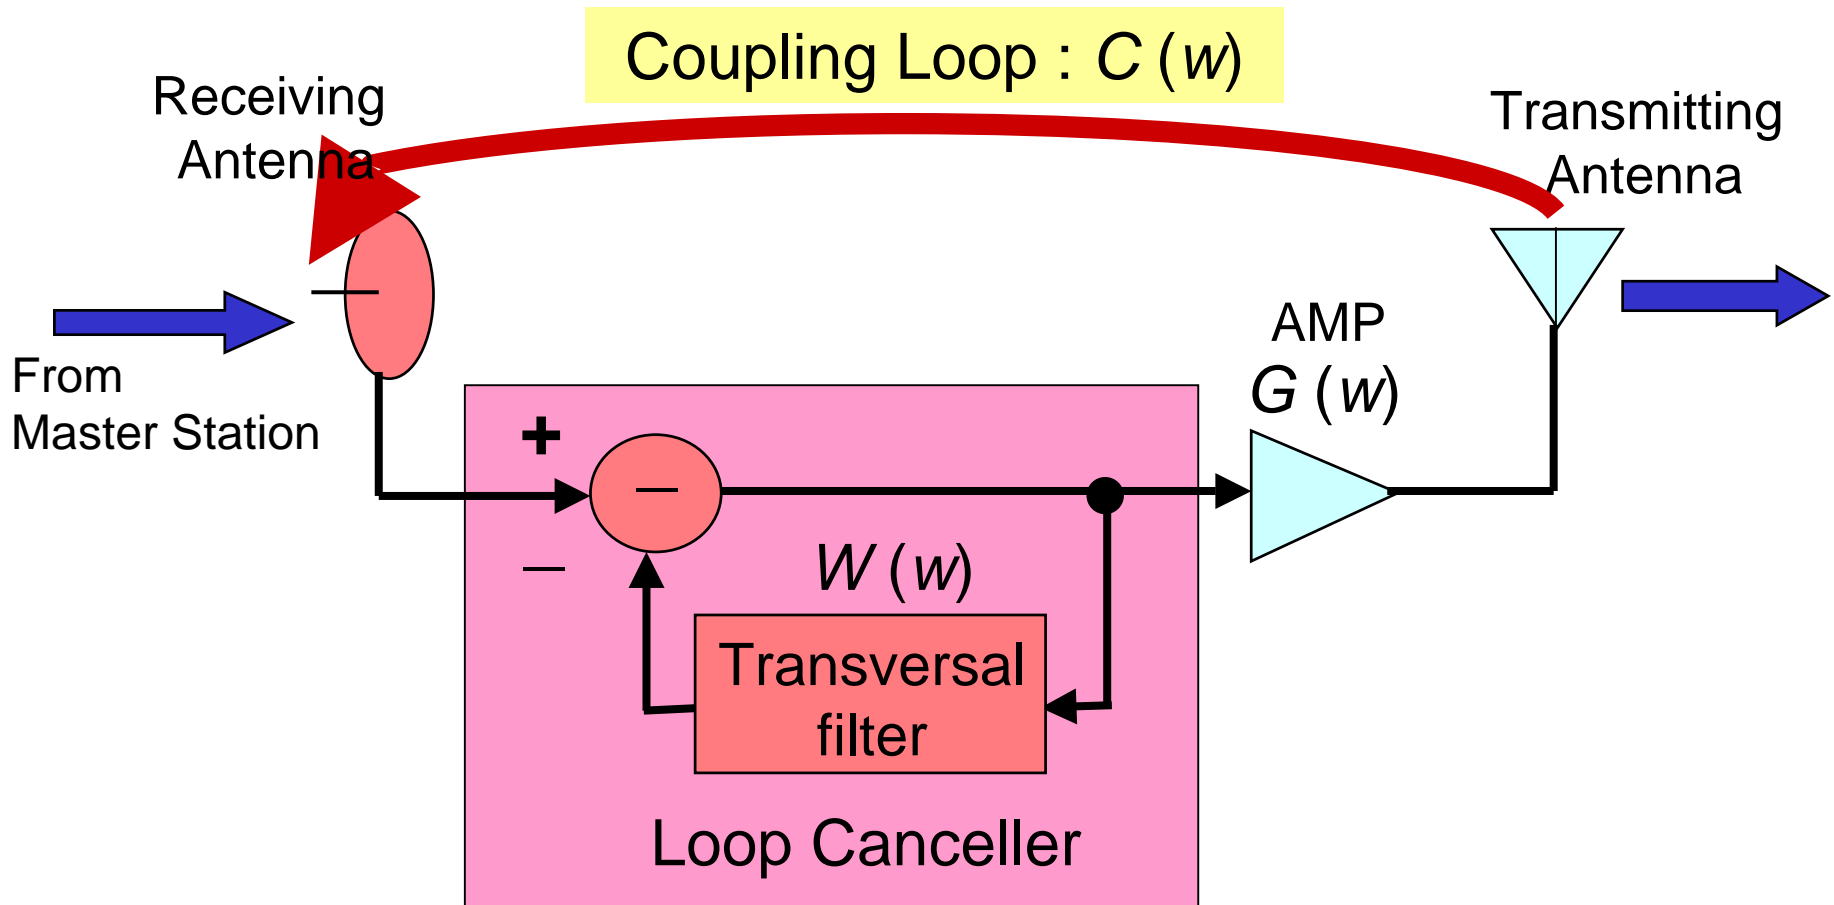 Coupling Loop : C (w)
Receiving
Antenna
Transmitting
Antenna
From
Master Station
AMP
G (w)
+
−
−
W (w)
Transversal
filter
Loop Canceller